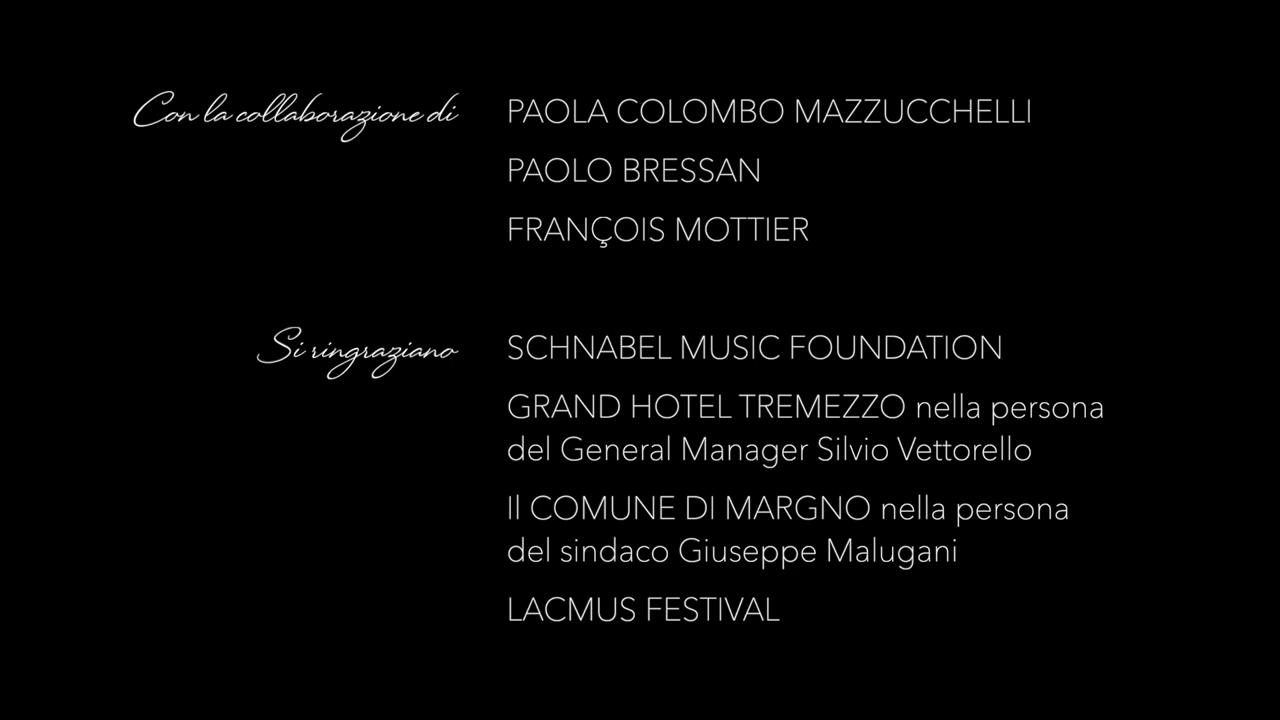 Con la collaborazione di PAOLA COLOMBO MAZZUCCHELLI
PAOLO BRESSAN
FRANÇOIS MOTTIER
Si ringraziano SCHNABEL MUSIC FOUNDATION
GRAND HOTEL TREMEZZO nella persona
del General Manager Silvio Vettorello
Il COMUNE DI MARGNO nella persona
del sindaco Giuseppe Malugani
LACMUS FESTIVAL